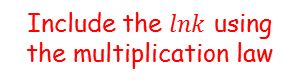 Include the lnk using
the multiplication law